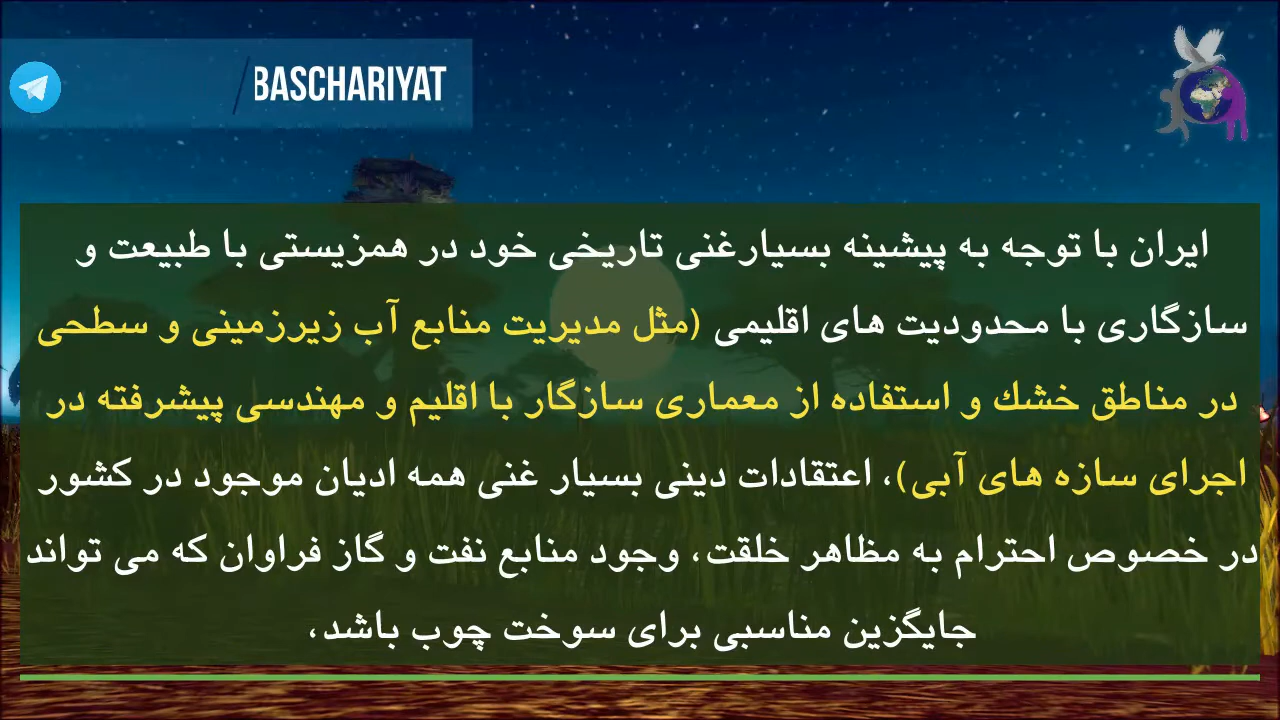 /BASCHARIYAT
ایران با توجه به پیشینه بسیارغنی تاریخی خود در همزیستی با طبیعت و
سازگاری با محدودیت های اقلیمی (مثل مدیریت منابع آب زیرزمینی و سطحی
در مناطق خشك و استفاده از معماری سازگار با اقلیم و مهندسی پیشرفته در
اجرای سازه های آبی)، اعتقادات دینی بسیار غنی همه ادیان موجود در کشور
در خصوص احترام به مظاهر خلقت، وجود منابع نفت و گاز فراوان که می تواند
جایگزین مناسبی برای سوخت چوب باشد،